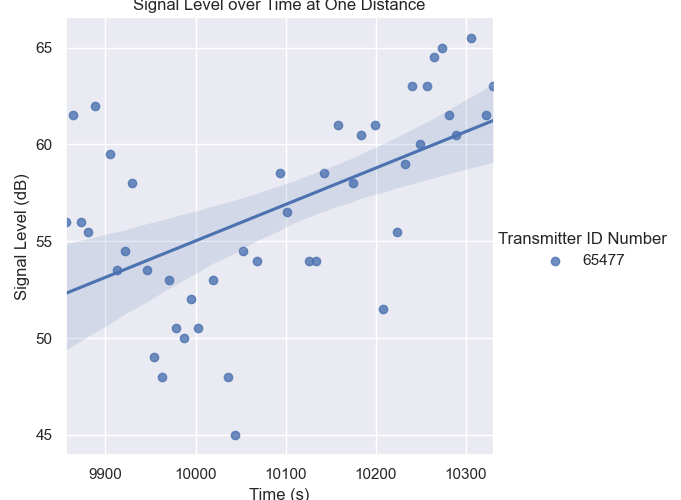 Signal Level over Time at One Distance
65
60
55
50
45
Signal Level (dB)
9900 10000 10100 10200 10300
Time (s)
Transmitter ID Number
65477